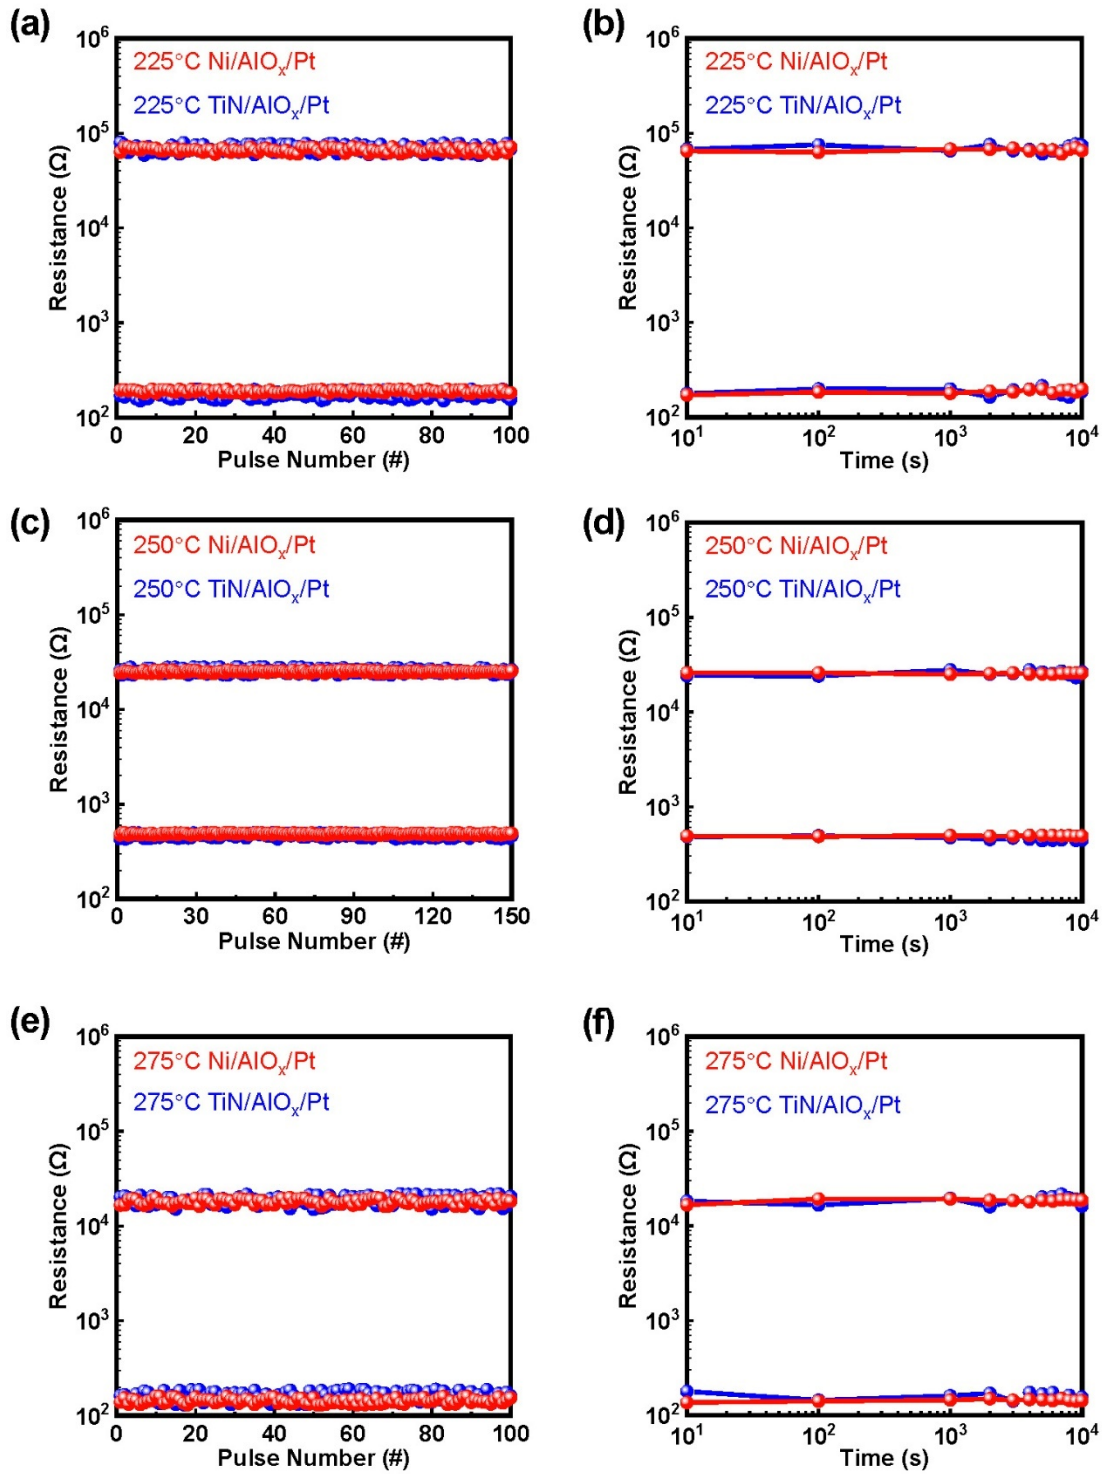 (a)
10⁶
10⁵
10⁴
10³
10²
Resistance (Ω)
225°C Ni/AlOₓ/Pt
225°C TiN/AlOₓ/Pt
0 20 40 60 80 100
Pulse Number (#)
(b)
10⁶
10⁵
10⁴
10³
10²
Resistance (Ω)
225°C Ni/AlOₓ/Pt
225°C TiN/AlOₓ/Pt
10¹ 10² 10³ 10⁴
Time (s)
(c)
10⁶
10⁵
10⁴
10³
10²
Resistance (Ω)
250°C Ni/AlOₓ/Pt
250°C TiN/AlOₓ/Pt
0 30 60 90 120 150
Pulse Number (#)
(d)
10⁶
10⁵
10⁴
10³
10²
Resistance (Ω)
250°C Ni/AlOₓ/Pt
250°C TiN/AlOₓ/Pt
10¹ 10² 10³ 10⁴
Time (s)
(e)
10⁶
10⁵
10⁴
10³
10²
Resistance (Ω)
275°C Ni/AlOₓ/Pt
275°C TiN/AlOₓ/Pt
0 20 40 60 80 100
Pulse Number (#)
(f)
10⁶
10⁵
10⁴
10³
10²
Resistance (Ω)
275°C Ni/AlOₓ/Pt
275°C TiN/AlOₓ/Pt
10¹ 10² 10³ 10⁴
Time (s)